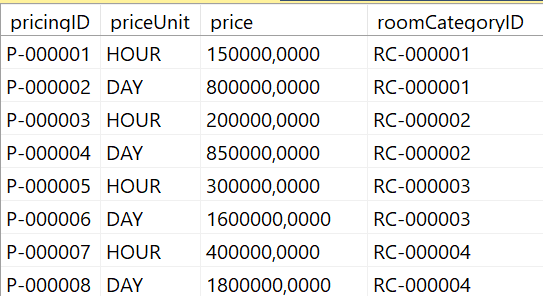 pricingID priceUnit price roomCategoryID
P-000001 HOUR 150000,0000 RC-000001
P-000002 DAY 800000,0000 RC-000001
P-000003 HOUR 200000,0000 RC-000002
P-000004 DAY 850000,0000 RC-000002
P-000005 HOUR 300000,0000 RC-000003
P-000006 DAY 1600000,0000 RC-000003
P-000007 HOUR 400000,0000 RC-000004
P-000008 DAY 1800000,0000 RC-000004